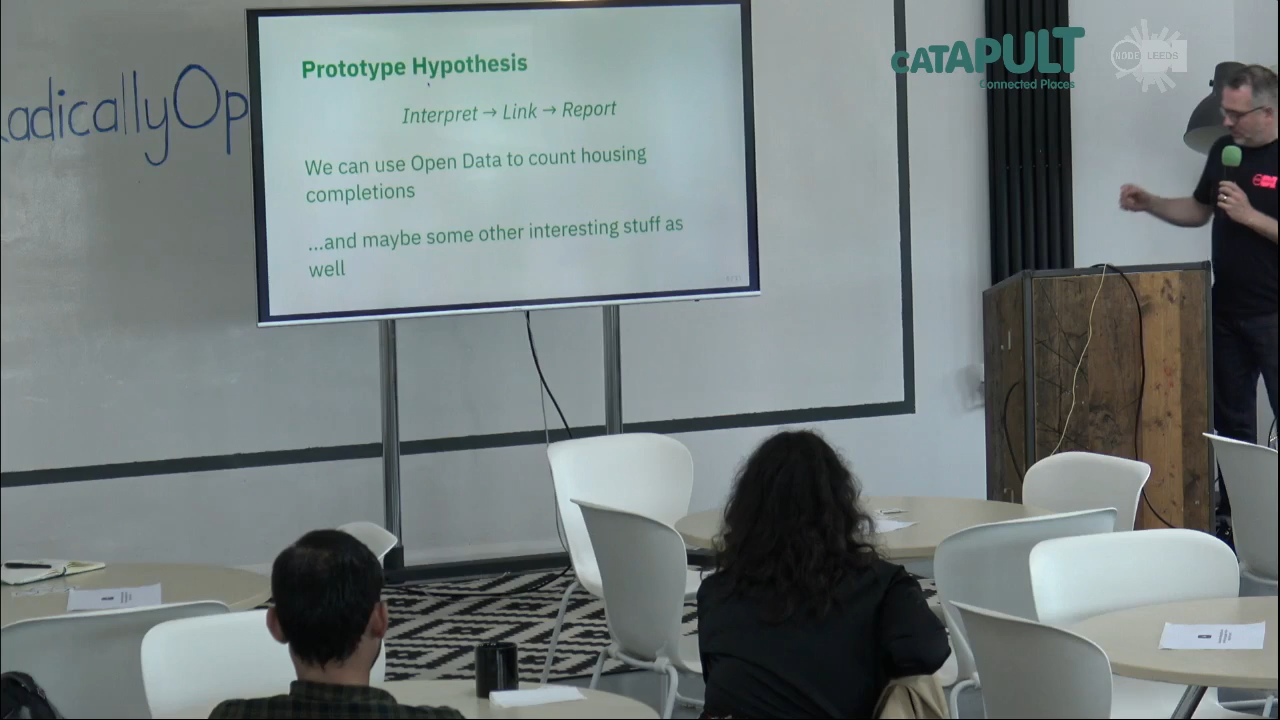 Prototype Hypothesis
Interpret → Link → Report
We can use Open Data to count housing
completions
...and maybe some other interesting stuff as
well
adicallyOp
CATAPULT
Connected Places
NODE LEEDS